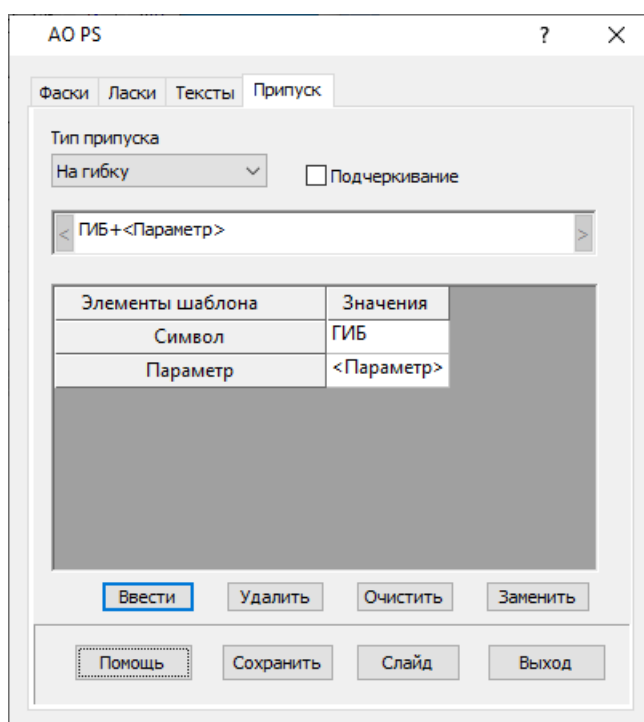 AO PS ?
Фаски Ласки Тексты Припуск
Тип припуска
На гибку Подчеркивание
< ГИБ+<Параметр> >
Элементы шаблона Значения
Символ ГИБ
Параметр <Параметр>
Ввести Удалить Очистить Заменить
Помощь Сохранить Слайд Выход